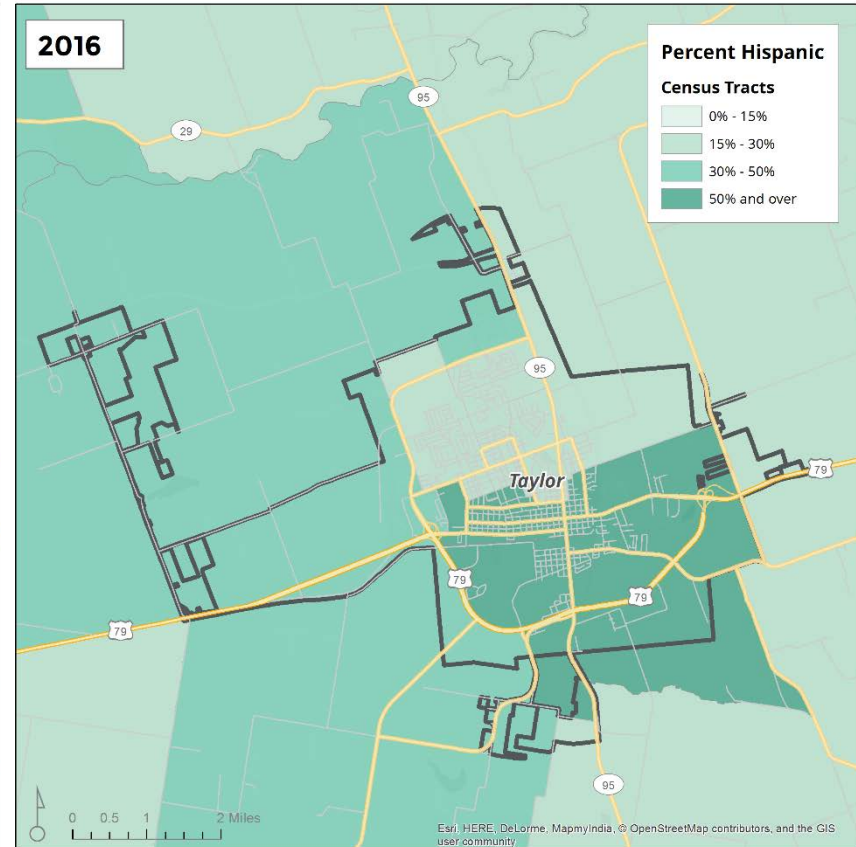 2016
Percent Hispanic
Census Tracts
0% - 15%
15% - 30%
30% - 50%
50% and over
95
29
95
Taylor
79
79
79
79
95
0 0.5 1 2 Miles
Esri, HERE, DeLorme, MapmyIndia, © OpenStreetMap contributors, and the GIS
user community